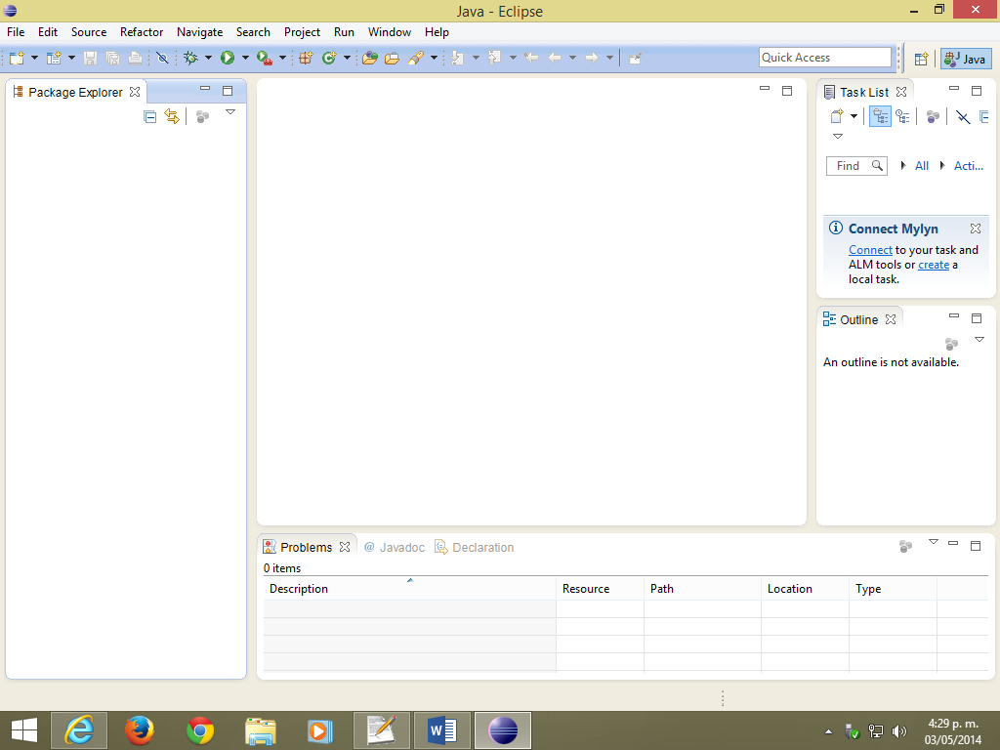 Java - Eclipse
File Edit Source Refactor Navigate Search Project Run Window Help
Quick Access
Java
Package Explorer
Task List
Find
All
Acti...
Connect Mylyn
Connect to your task and
ALM tools or create a
local task.
Outline
An outline is not available.
Problems @ Javadoc Declaration
0 items
Description Resource Path Location Type
4:29 p. m.
03/05/2014